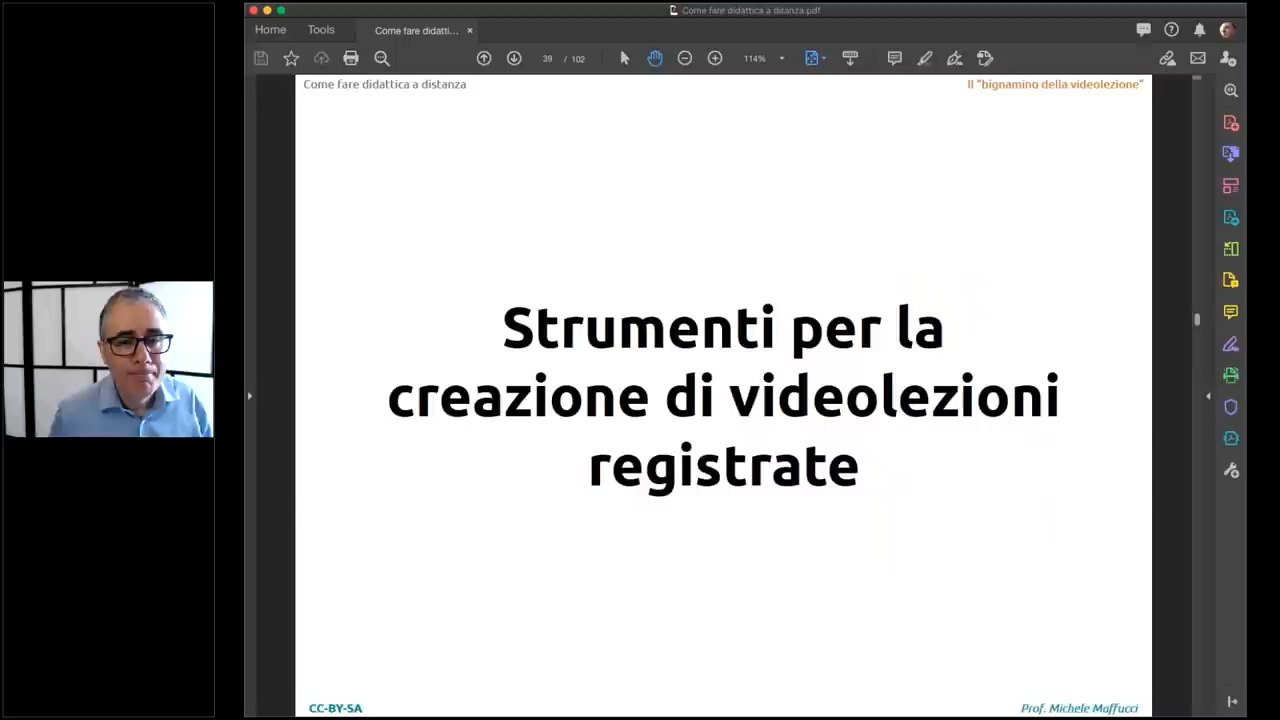 Come fare didattica a ditanza.pdf
Home Tools Come fare didatti... ×
39 / 102 114%
Come fare didattica a distanza Il "bignamino della videolezione"
Strumenti per la
creazione di videolezioni
registrate
CC-BY-SA Prof. Michele Maffucci